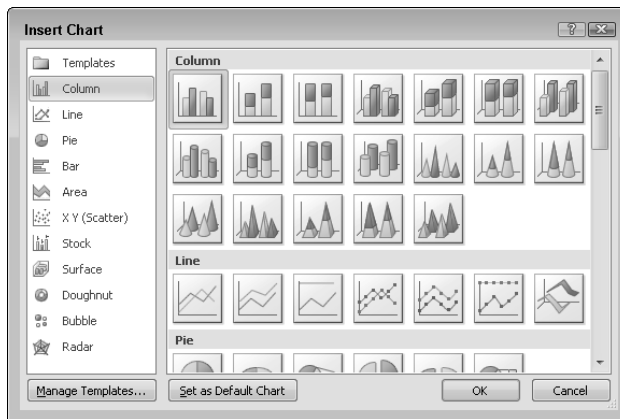 Insert Chart
Templates
Column
Line
Pie
Bar
Area
X Y (Scatter)
Stock
Surface
Doughnut
Bubble
Radar
Column
Line
Pie
Manage Templates...
Set as Default Chart
OK
Cancel